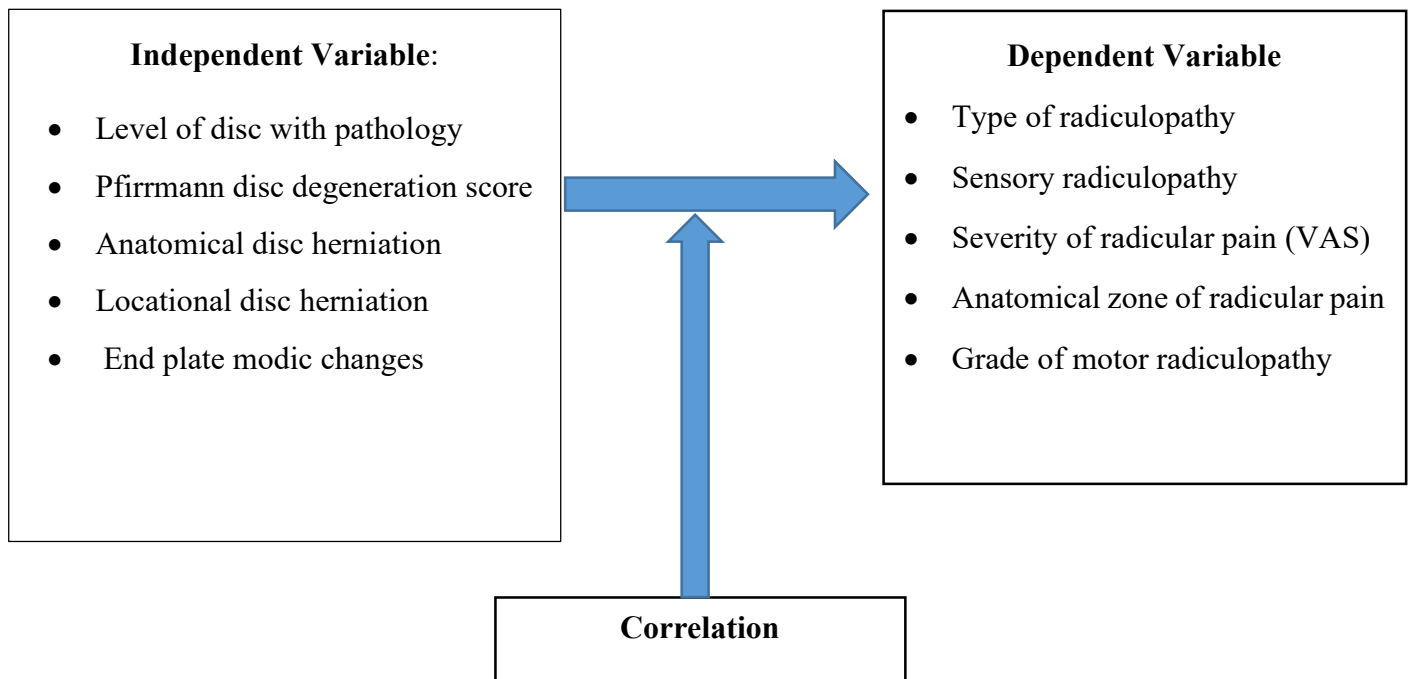 Independent Variable:
• Level of disc with pathology
• Pfirrmann disc degeneration score
• Anatomical disc herniation
• Locational disc herniation
• End plate modic changes
Dependent Variable
• Type of radiculopathy
• Sensory radiculopathy
• Severity of radicular pain (VAS)
• Anatomical zone of radicular pain
• Grade of motor radiculopathy
Correlation